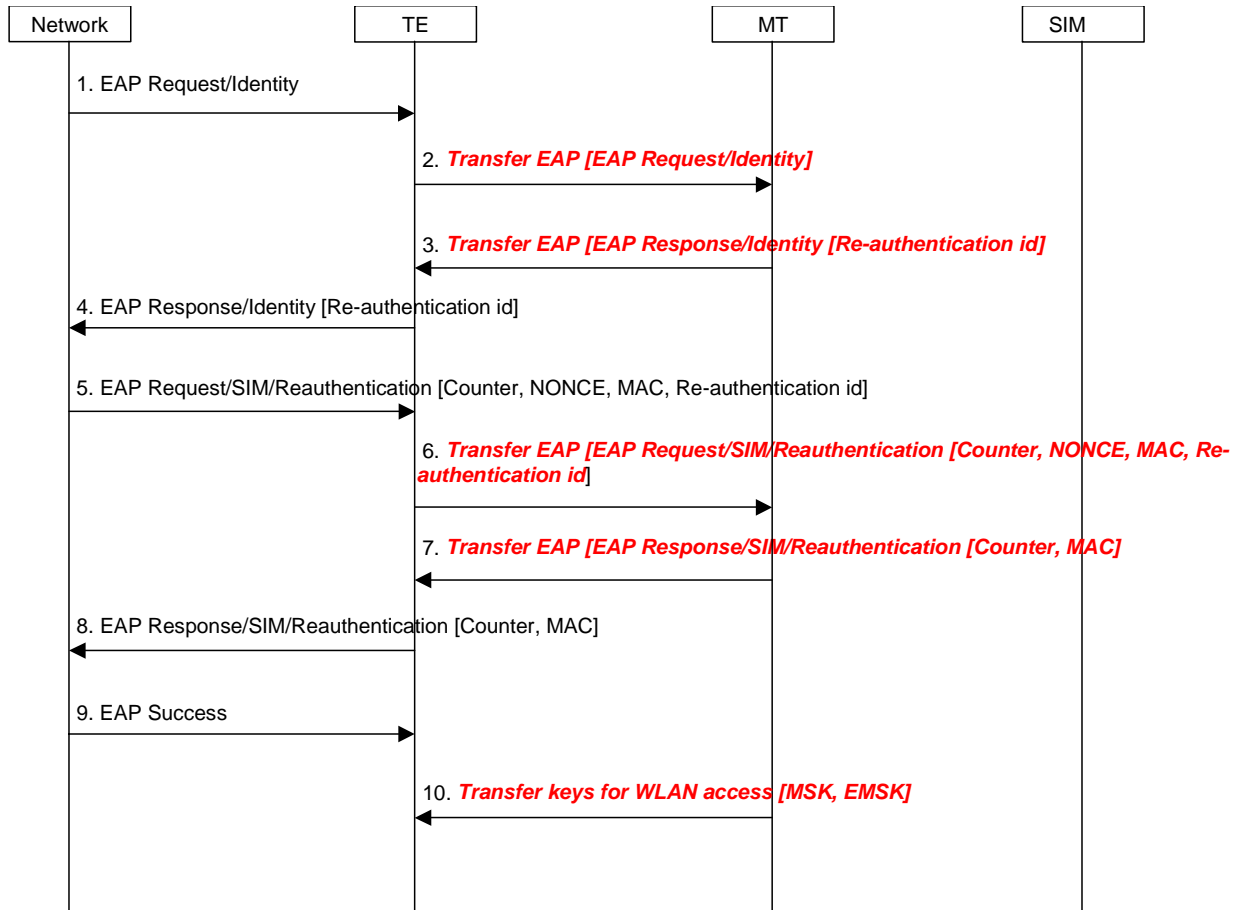 Network
TE
MT
SIM
1. EAP Request/Identity
2. Transfer EAP [EAP Request/Identity]
3. Transfer EAP [EAP Response/Identity [Re-authentication id]
4. EAP Response/Identity [Re-authentication id]
5. EAP Request/SIM/Reauthentication [Counter, NONCE, MAC, Re-authentication id]
6. Transfer EAP [EAP Request/SIM/Reauthentication [Counter, NONCE, MAC, Re-
authentication id]
7. Transfer EAP [EAP Response/SIM/Reauthentication [Counter, MAC]
8. EAP Response/SIM/Reauthentication [Counter, MAC]
9. EAP Success
10. Transfer keys for WLAN access [MSK, EMSK]